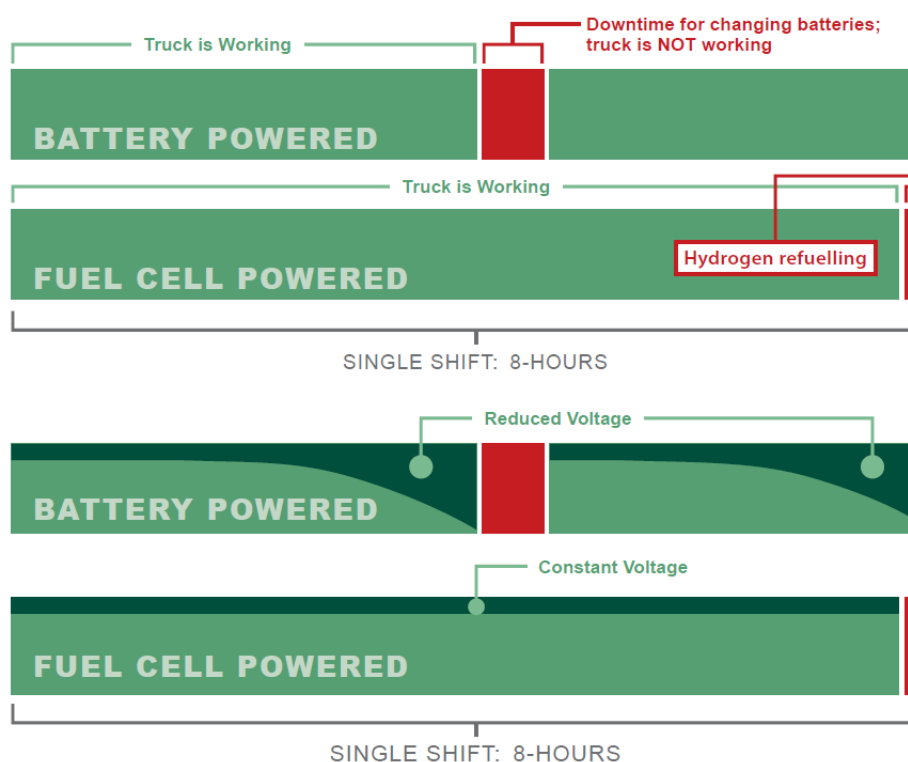 Truck is Working
Downtime for changing batteries;
truck is NOT working
BATTERY POWERED
Truck is Working
Hydrogen refuelling
FUEL CELL POWERED
SINGLE SHIFT: 8-HOURS
Reduced Voltage
BATTERY POWERED
Constant Voltage
FUEL CELL POWERED
SINGLE SHIFT: 8-HOURS